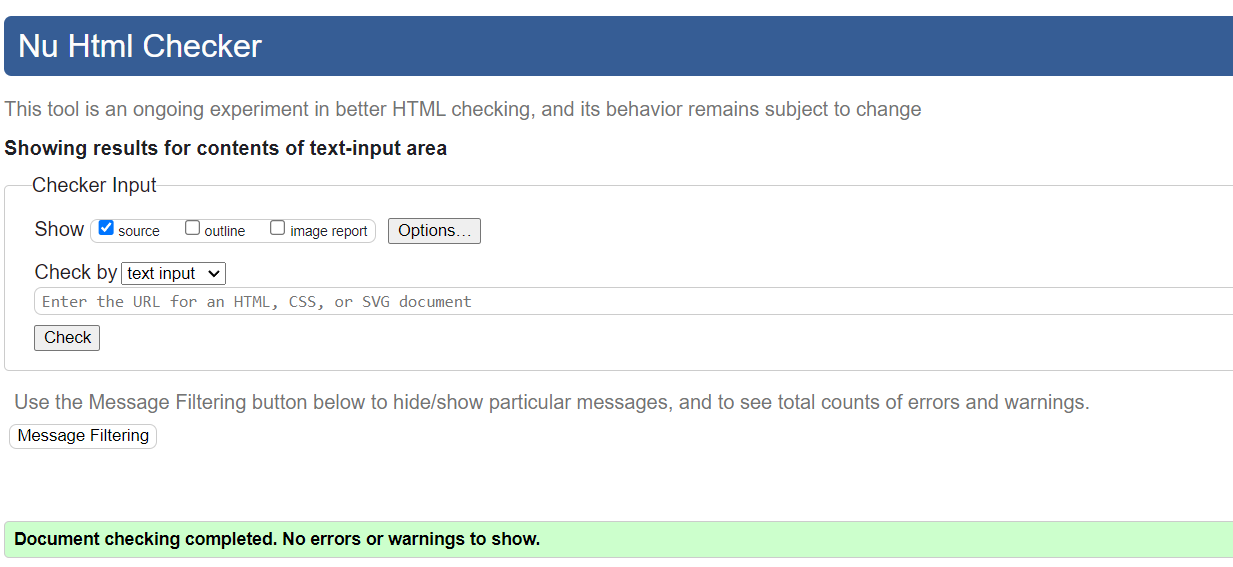 Nu Html Checker
This tool is an ongoing experiment in better HTML checking, and its behavior remains subject to change
Showing results for contents of text-input area
Checker Input
Show source outline image report Options...
Check by text input
Enter the URL for an HTML, CSS, or SVG document
Check
Use the Message Filtering button below to hide/show particular messages, and to see total counts of errors and warnings.
Message Filtering
Document checking completed. No errors or warnings to show.